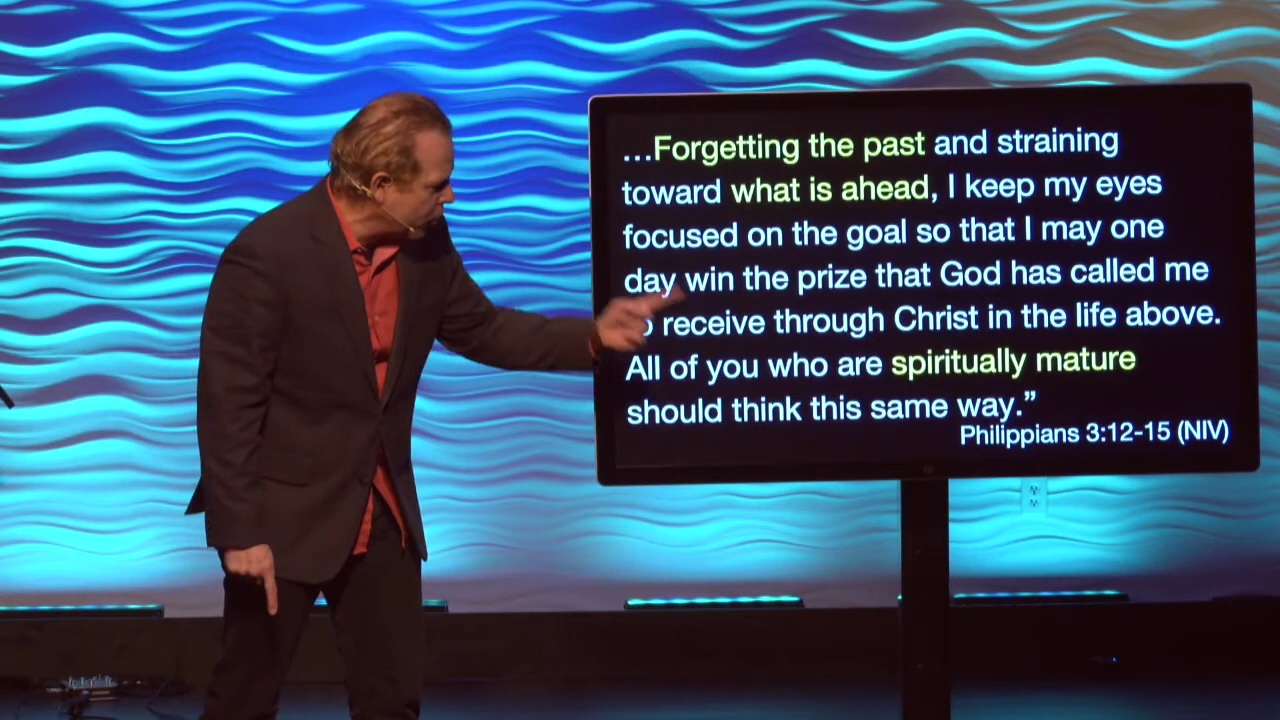 ...Forgetting the past and straining
toward what is ahead, I keep my eyes
focused on the goal so that I may one
day win the prize that God has called me
receive through Christ in the life above.
All of you who are spiritually mature
should think this same way.”
Philippians 3:12-15 (NIV)